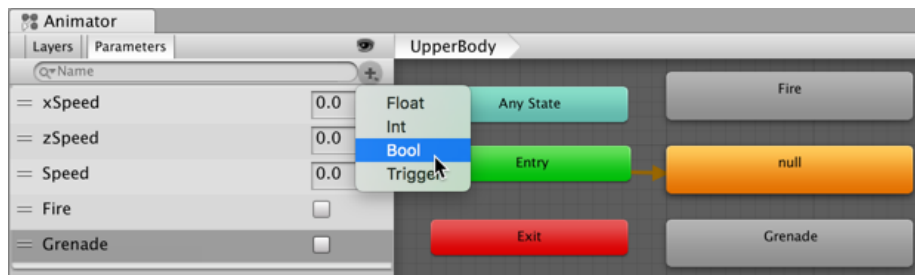 Animator
Layers Parameters
UpperBody
Name
xSpeed 0.0
zSpeed 0.0
Speed 0.0
Fire
Grenade
Float
Int
Bool
Trigger
Any State
Entry
Exit
Fire
null
Grenade